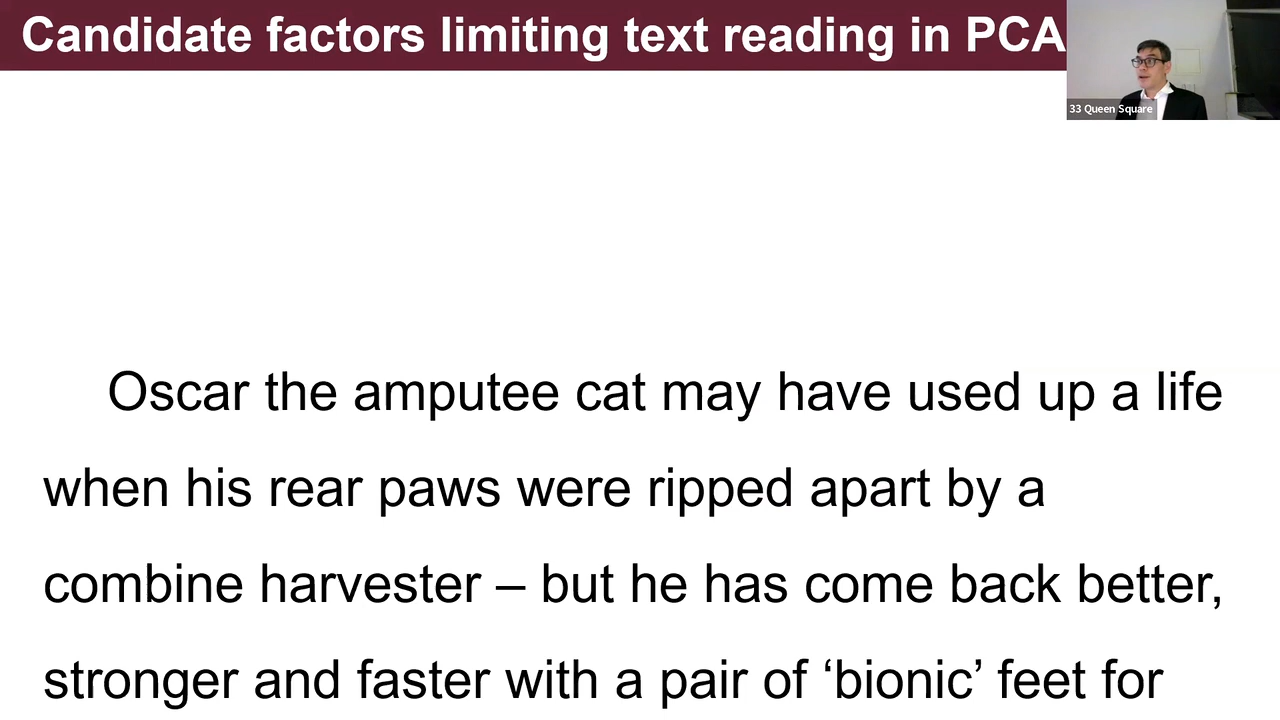 Candidate factors limiting text reading in PCA
33 Queen Square
Oscar the amputee cat may have used up a life
when his rear paws were ripped apart by a
combine harvester – but he has come back better,
stronger and faster with a pair of ‘bionic’ feet for